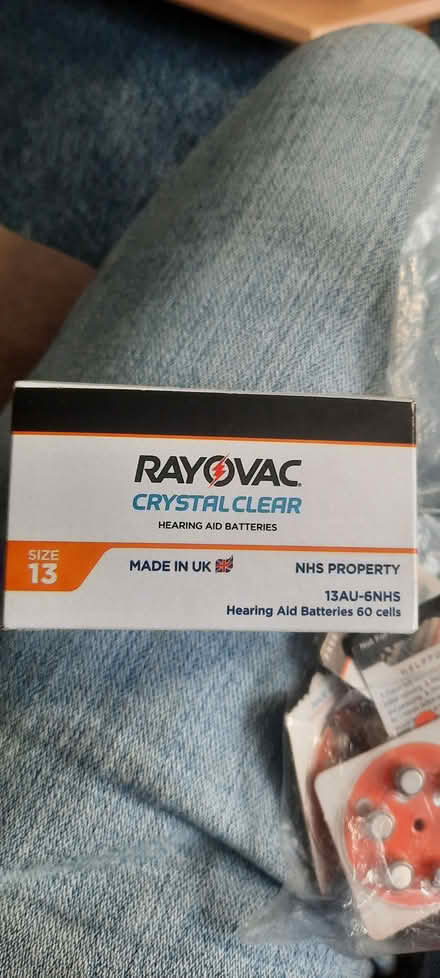 RAYOVAC
CRYSTAL CLEAR
HEARING AID BATTERIES
SIZE
13
MADE IN UK
NHS PROPERTY
13AU-6NHS
Hearing Aid Batteries 60 cells